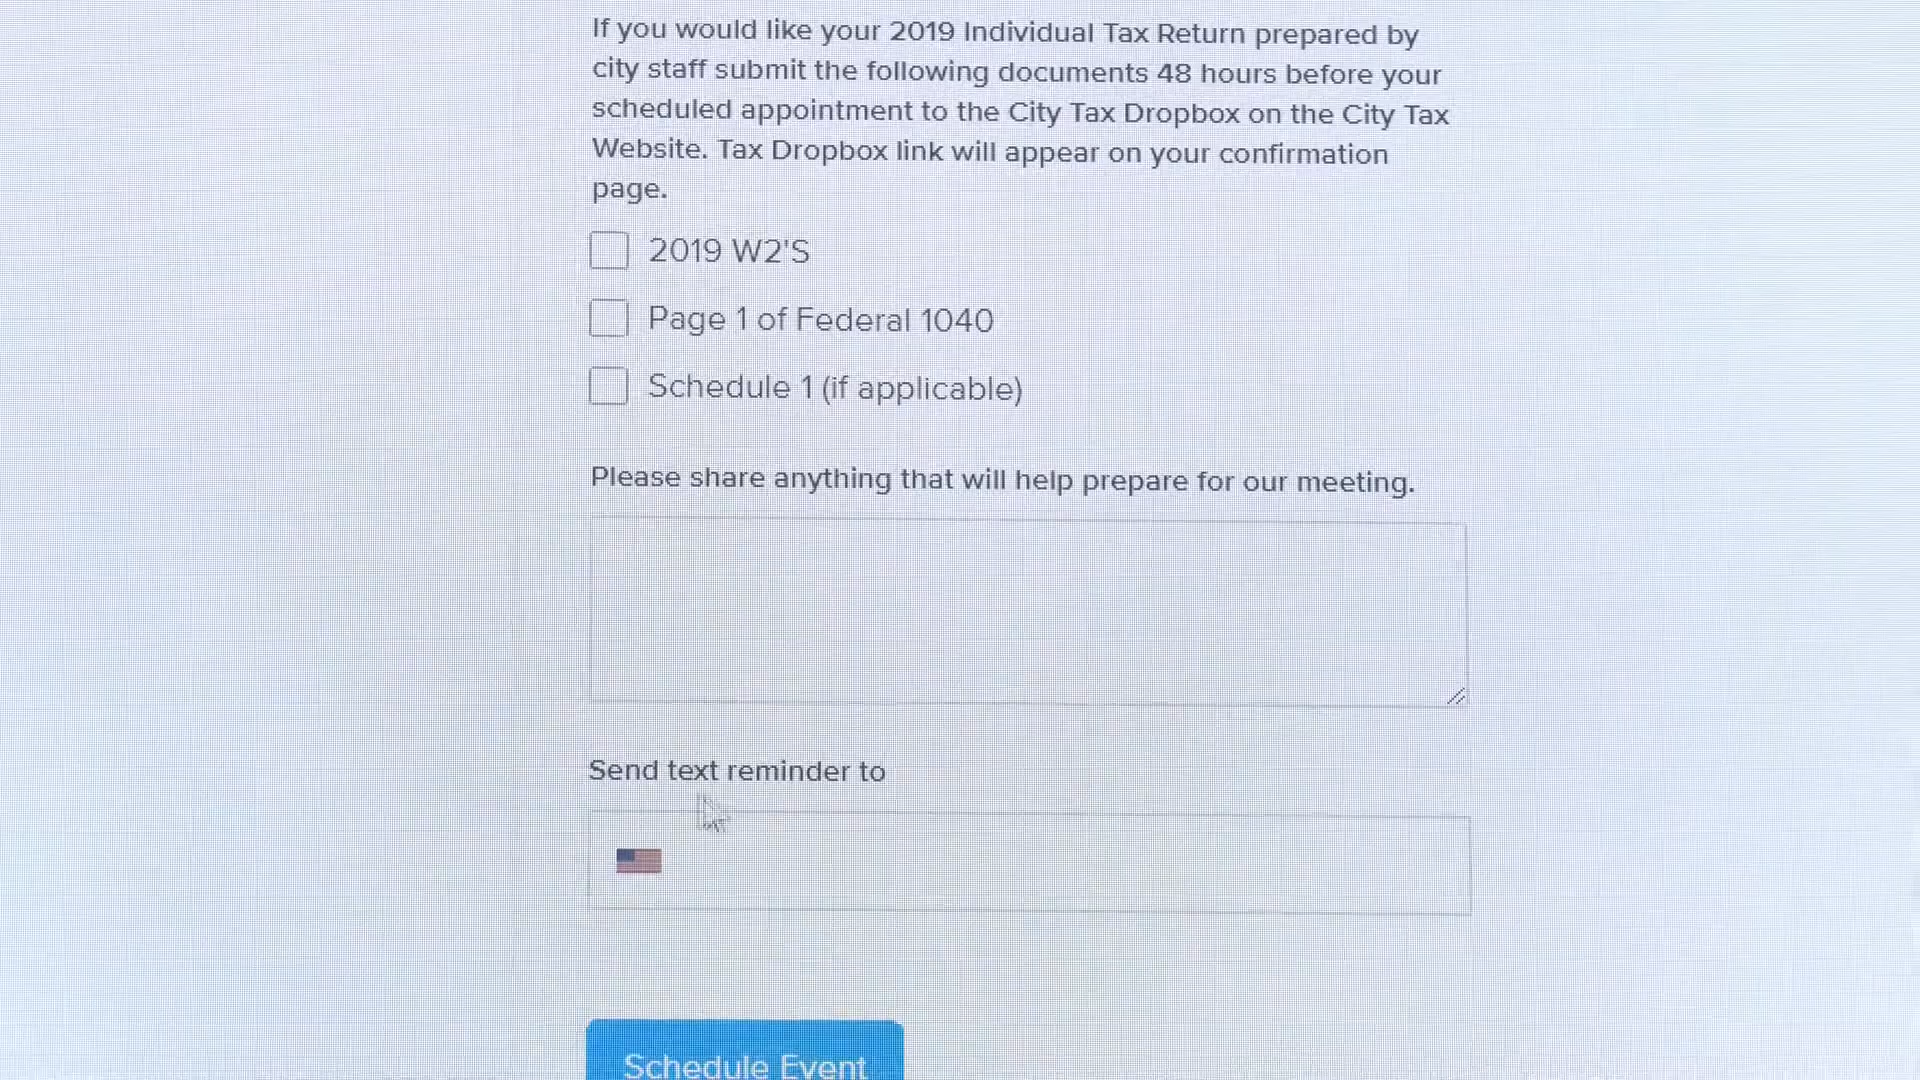 If you would like your 2019 Individual Tax Return prepared by
city staff submit the following documents 48 hours before your
scheduled appointment to the City Tax Dropbox on the City Tax
Website. Tax Dropbox link will appear on your confirmation
page.
2019 W2'S
Page 1 of Federal 1040
Schedule 1 (if applicable)
Please share anything that will help prepare for our meeting.
Send text reminder to
Schedule Event